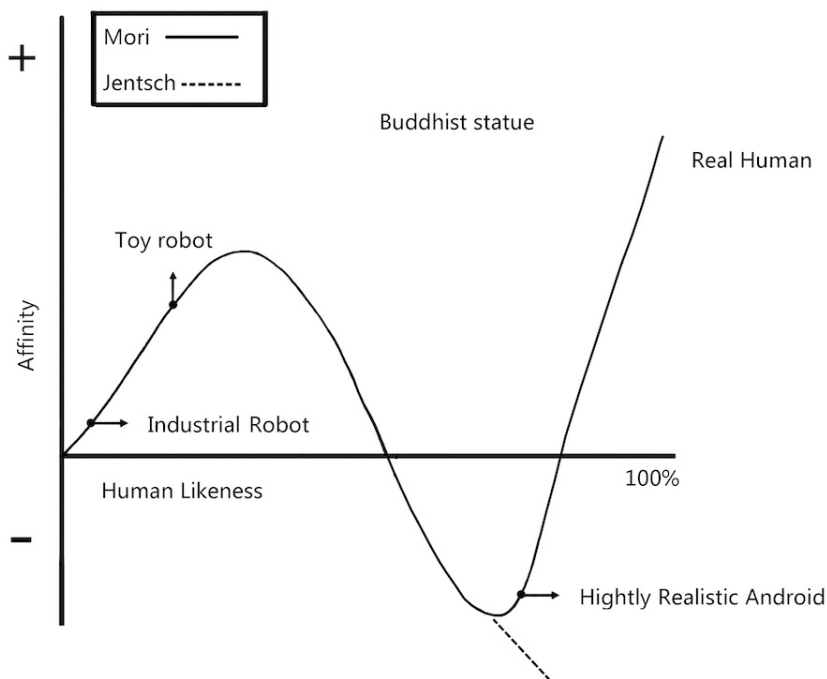 +
Mori
Jentsch
Buddhist statue
Real Human
Toy robot
Affinity
Industrial Robot
100%
Human Likeness
-
Hightly Realistic Android